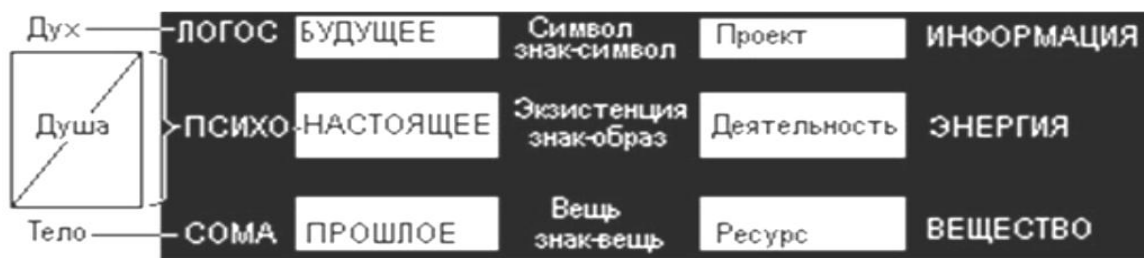 Дух ЛОГОС БУДУЩЕЕ Символ знак-символ Проект ИНФОРМАЦИЯ
Душа ПСИХО НАСТОЯЩЕЕ Экзистенция знак-образ Деятельность ЭНЕРГИЯ
Тело СОМА ПРОШЛОЕ Вещь знак-вещь Ресурс ВЕЩЕСТВО